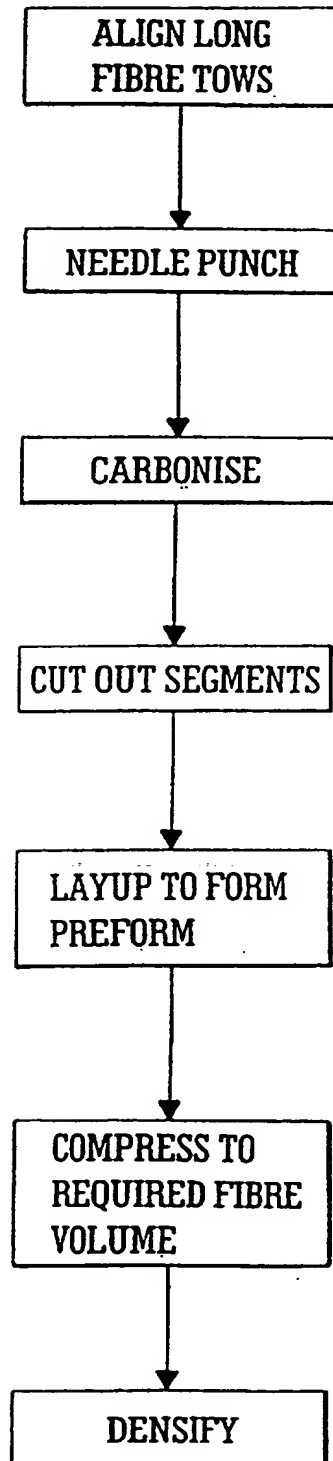 ALIGN LONG
FIBRE TOWS
NEEDLE PUNCH
CARBONISE
CUT OUT SEGMENTS
LAYUP TO FORM
PREFORM
COMPRESS TO
REQUIRED FIBRE
VOLUME
DENSIFY